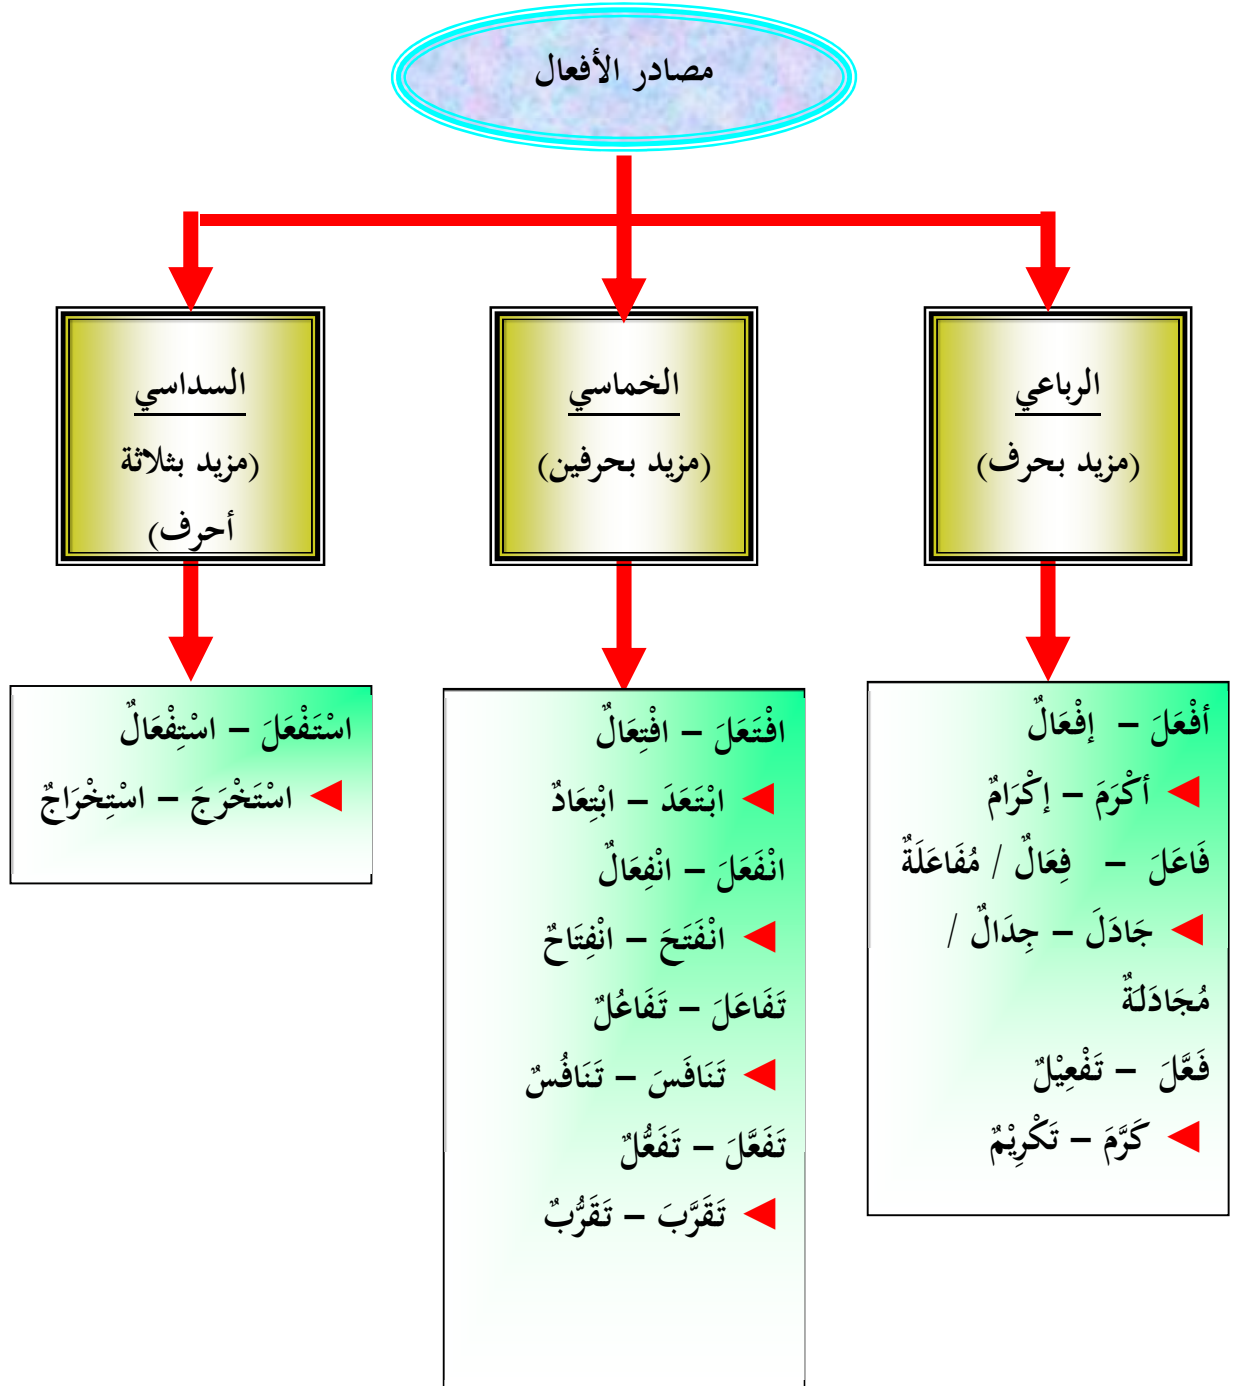 مصادر الأفعال
الرباعي
(مزيد بحرف)
الخماسي
(مزيد بحرفين)
السداسي
(مزيد بثلاثة
أحرف)
أفْعَلَ – إفْعَالٌ
أكْرَمَ – إكْرَامٌ
فَاعَلَ – فِعَالٌ / مُفَاعَلَةٌ
جَادَلَ – جِدَالٌ /
مُجَادَلَةٌ
فَعَّلَ – تَفْعِيْلٌ
كَرَّمَ – تَكْرِيْمٌ
افْتَعَلَ – افْتِعَالٌ
ابْتَعَدَ – ابْتِعَادٌ
انْفَعَلَ – انْفِعَالٌ
انْفَتَحَ – انْفِتَاحٌ
تَفَاعَلَ – تَفَاعُلٌ
تَنَافَسَ – تَنَافُسٌ
تَفَعَّلَ – تَفَعُّلٌ
تَقَرَّبَ – تَقَرُّبٌ
اسْتَفْعَلَ – اسْتِفْعَالٌ
اسْتَخْرَجَ – اسْتِخْرَاجٌ